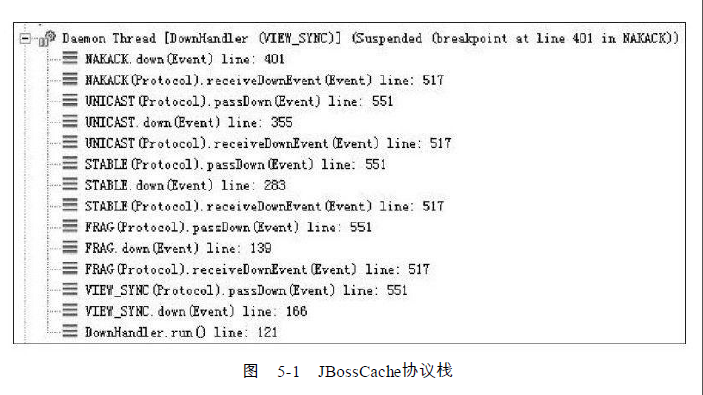 Daemon Thread [DownHandler (VIEW_SYNC)] (Suspended (breakpoint at line 401 in NAKACK))
NAKACK.down(Event) line: 401
NAKACK(Protocol).receiveDownEvent(Event) line: 517
UNICAST(Protocol).passDown(Event) line: 551
UNICAST.down(Event) line: 355
UNICAST(Protocol).receiveDownEvent(Event) line: 517
STABLE(Protocol).passDown(Event) line: 551
STABLE.down(Event) line: 283
STABLE(Protocol).receiveDownEvent(Event) line: 517
FRAG(Protocol).passDown(Event) line: 551
FRAG.down(Event) line: 139
FRAG(Protocol).receiveDownEvent(Event) line: 517
VIEW_SYNC(Protocol).passDown(Event) line: 551
VIEW_SYNC.down(Event) line: 166
DownHandler.run() line: 121
图 5-1 JBossCache协议栈